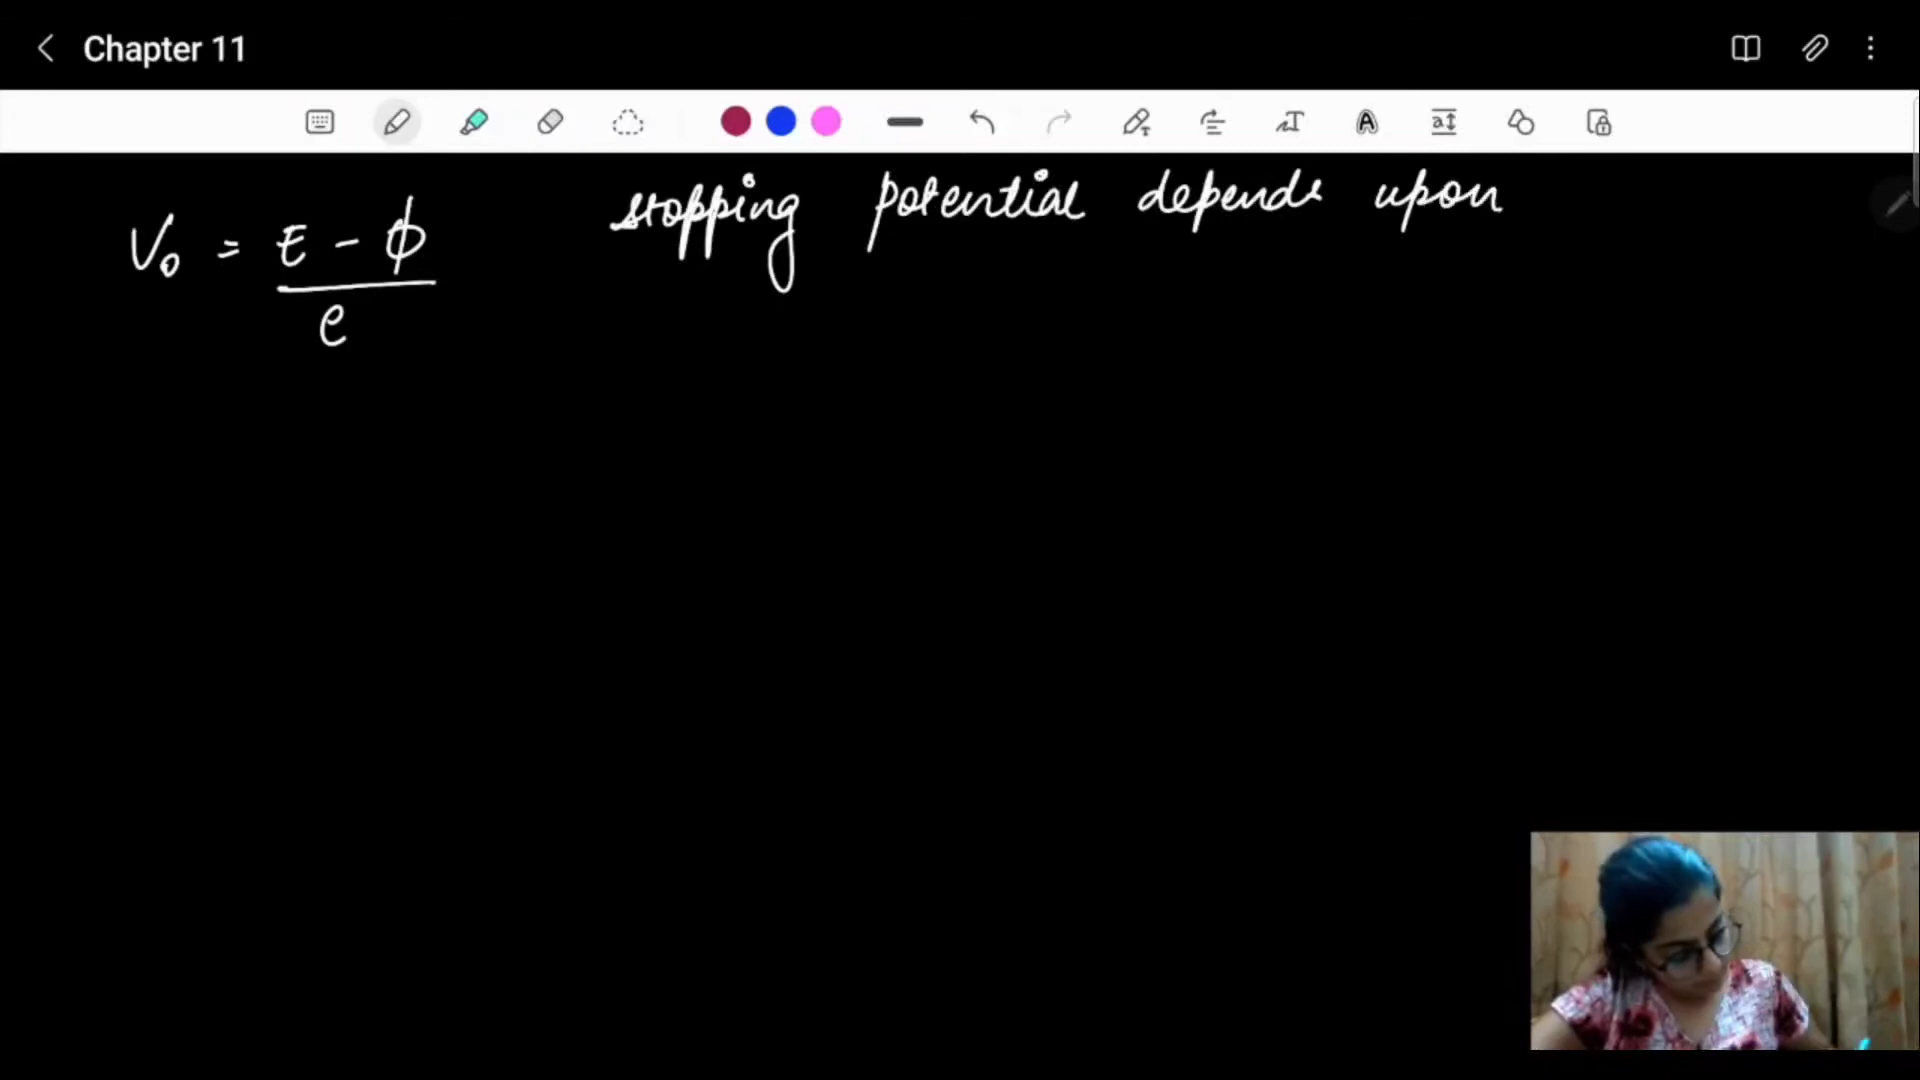 Chapter 11
stopping potential depends upon
V₀ = E - ϕ
e